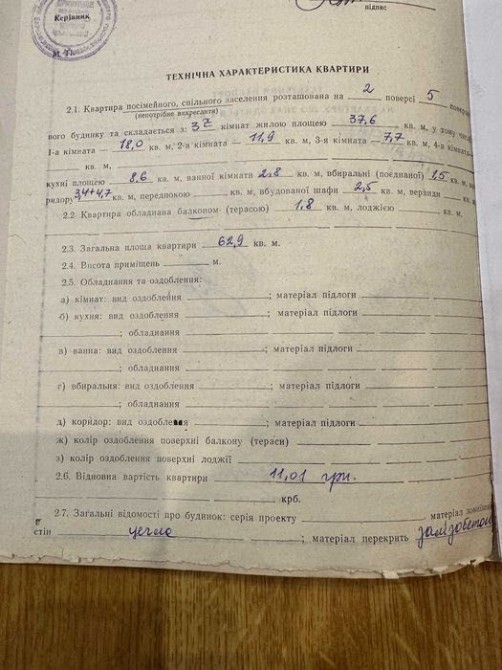 Керівник
підпис
ТЕХНІЧНА ХАРАКТЕРИСТИКА КВАРТИРИ
2.1. Квартира посімейного, спільного заселення розташована на 2 поверсі 5
(непотрібне викреслити)
вого будинку та складається з: 3х кімнат жилою площею 37,6 кв. м, у тому числі
1-а кімната — 18,0 кв. м, 2-а кімната — 11,9 кв. м, 3-я кімната — 7,7 кв. м, 4-а кімната
кв. м,
кухні площею 8,6 кв. м, ванної кімнати 2,8 кв. м, вбиральні (поєднаної) 1,5 кв. м
ридору 3,4+4,7 кв. м, передпокою кв. м, вбудованої шафи 2,5 кв. м, веранди кв.
2.2 Квартира обладнана балконом (терасою) 1.8 кв. м, лоджією кв. м.
2.3. Загальна площа квартири 62,9 кв. м.
2.4. Висота приміщень м.
2.5. Обладнання та оздоблення:
а) кімнат: вид оздоблення ; матеріал підлоги
б) кухня: вид оздоблення ; матеріал підлоги
; обладнання
в) ванна: вид оздоблення ; матеріал підлоги
; обладнання
г) вбиральня: вид оздоблення ; матеріал підлоги
; обладнання
д) коридор: вид оздоблення ; матеріал підлоги
ж) колір оздоблення поверхні балкону (тераси)
з) колір оздоблення поверхні лоджії
2.6. Відновна вартість квартири 11,01 грн.
крб.
2.7. Загальні відомості про будинок: серія проекту матеріал зовнішніх
стін цегло ; матеріал перекрить залізобетон